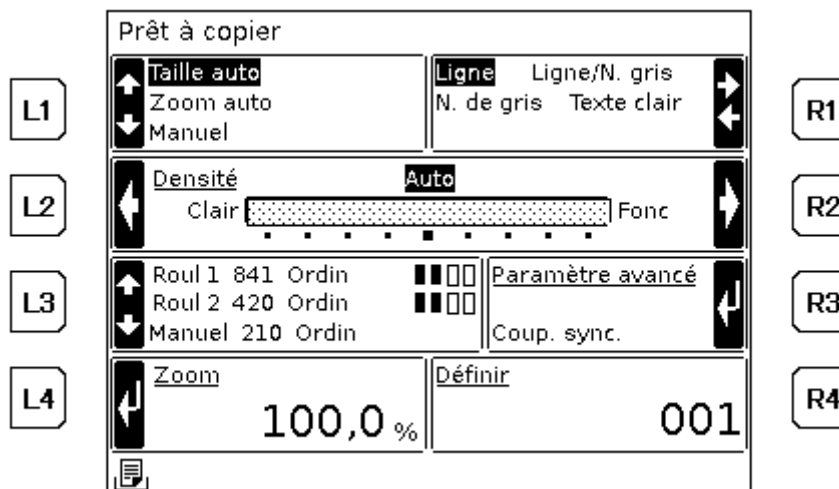 Prêt à copier
L1
Taille auto
Zoom auto
Manuel
Ligne Ligne/N. gris
N. de gris Texte clair
R1
L2
Densité Auto
Clair Fonc
R2
L3
Roul 1 841 Ordin
Roul 2 420 Ordin
Manuel 210 Ordin
Paramètre avancé
Coup. sync.
R3
L4
Zoom
100,0 %
Définir
001
R4